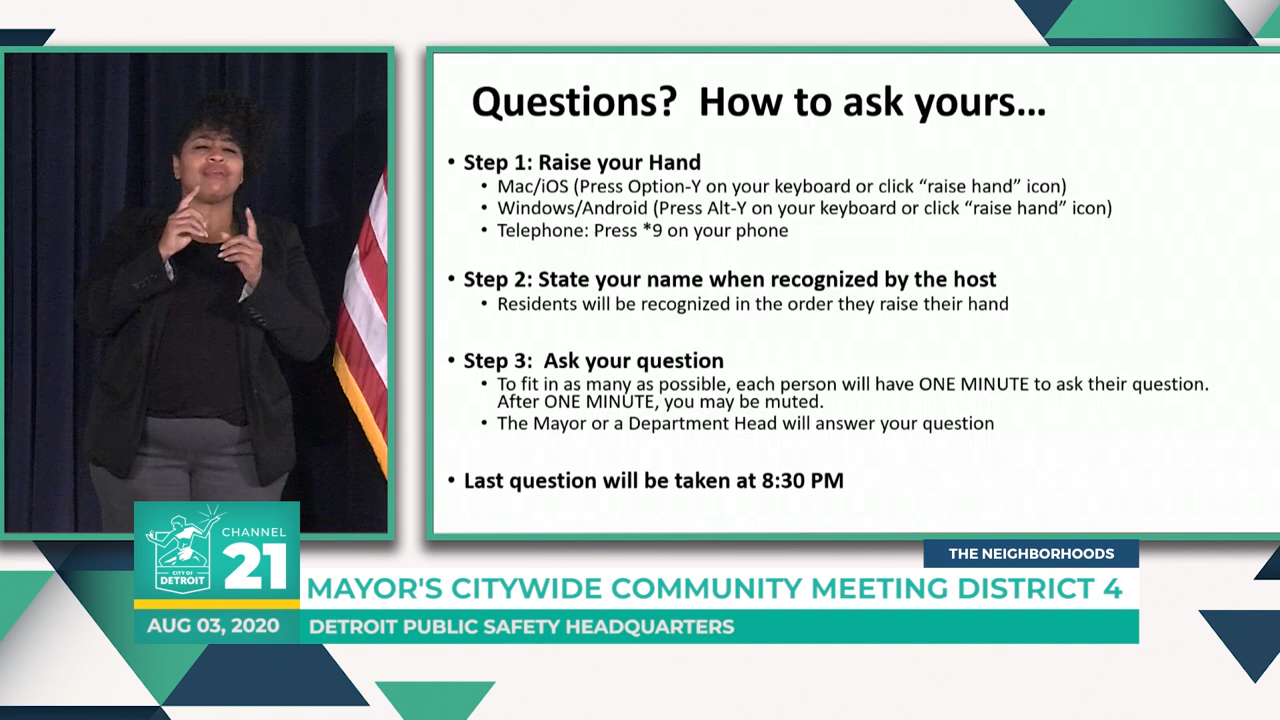 Questions?  How to ask yours...
• Step 1: Raise your Hand
• Mac/iOS (Press Option-Y on your keyboard or click “raise hand” icon)
• Windows/Android (Press Alt-Y on your keyboard or click “raise hand” icon)
• Telephone: Press *9 on your phone
• Step 2: State your name when recognized by the host
• Residents will be recognized in the order they raise their hand
• Step 3:  Ask your question
• To fit in as many as possible, each person will have ONE MINUTE to ask their question.
After ONE MINUTE, you may be muted.
• The Mayor or a Department Head will answer your question
• Last question will be taken at 8:30 PM
THE NEIGHBORHOODS
CITY OF
DETROIT
CHANNEL
21
MAYOR'S CITYWIDE COMMUNITY MEETING DISTRICT 4
AUG 03, 2020
DETROIT PUBLIC SAFETY HEADQUARTERS